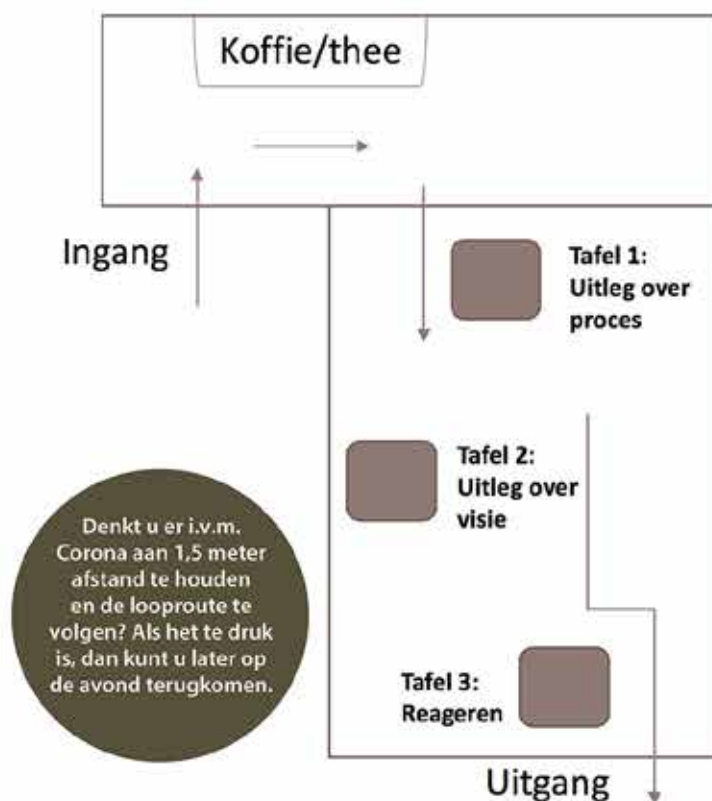 Koffie/thee
Ingang
Tafel 1:
Uitleg over
proces
Tafel 2:
Uitleg over
visie
Denkt u er i.v.m.
Corona aan 1,5 meter
afstand te houden
en de looproute te
volgen? Als het te druk
is, dan kunt u later op
de avond terugkomen.
Tafel 3:
Reageren
Uitgang